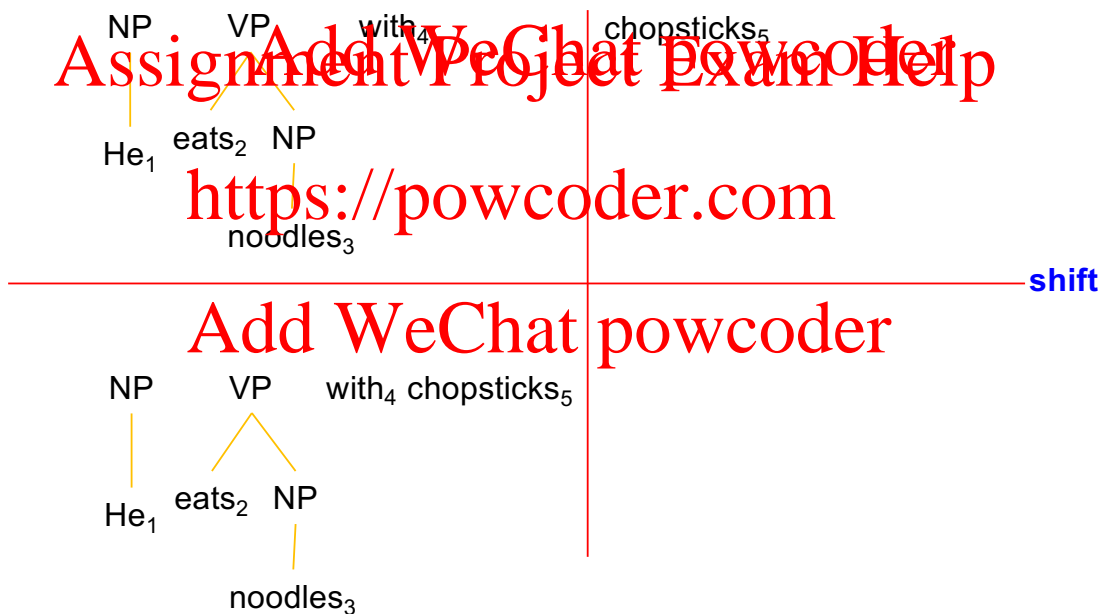 NP VP with₄ chopsticks₅
Add WeChat powcoder
Assignment Project Exam Help
He₁ eats₂ NP
https://powcoder.com
noodles₃
shift
Add WeChat powcoder
NP VP with₄ chopsticks₅
He₁ eats₂ NP
noodles₃